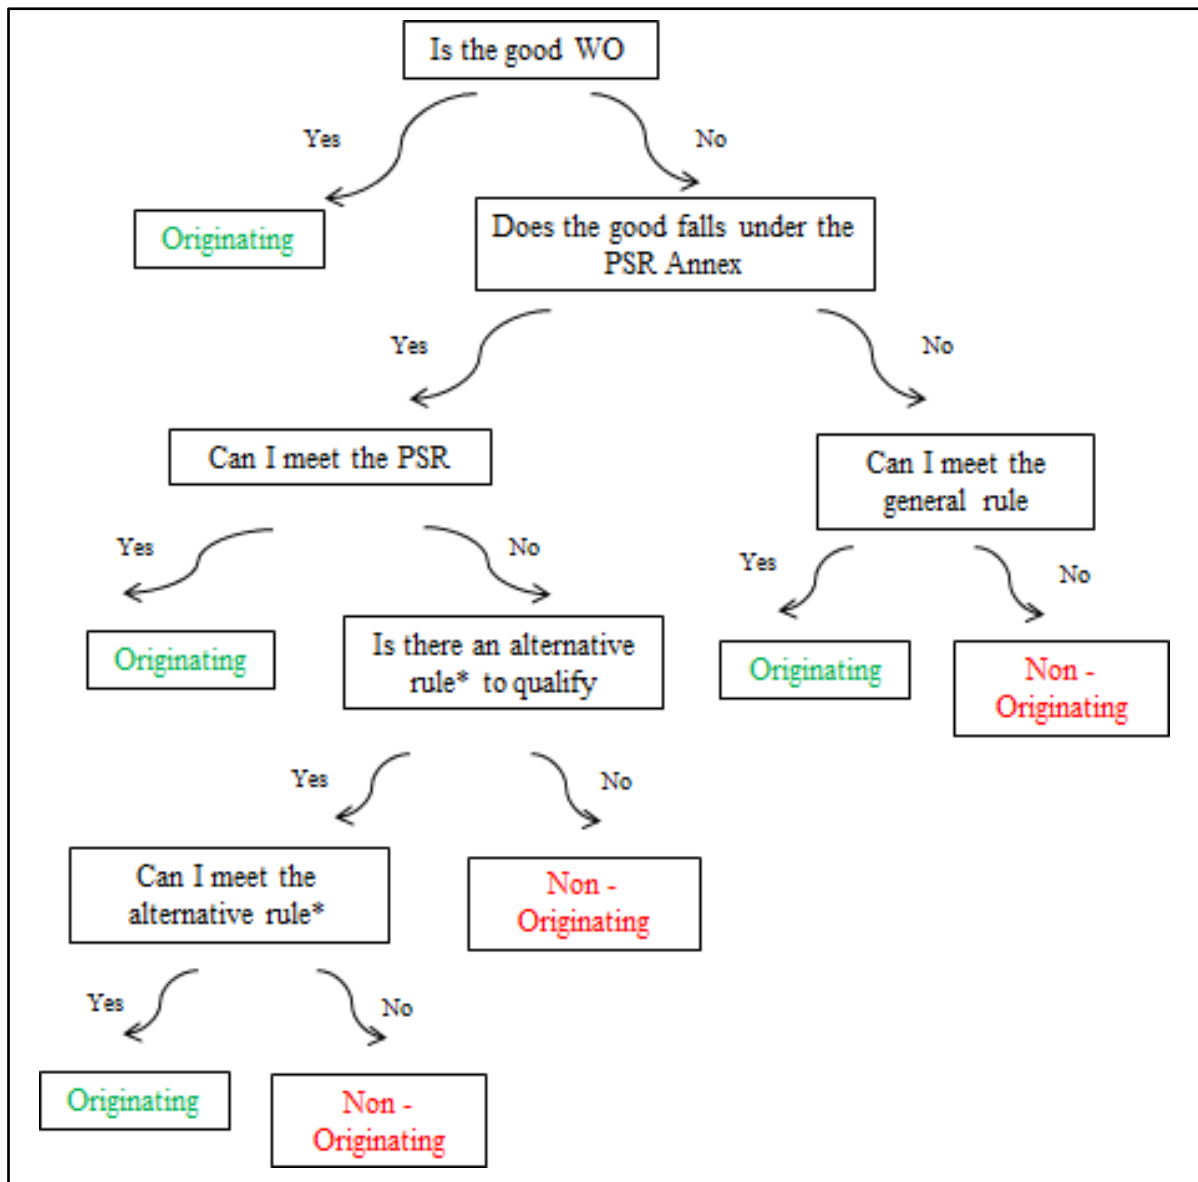 Is the good WO
Yes
No
Originating
Does the good falls under the
PSR Annex
Yes
No
Can I meet the PSR
Can I meet the
general rule
Yes
No
Yes
No
Originating
Is there an alternative
rule* to qualify
Originating
Non -
Originating
Yes
No
Can I meet the
alternative rule*
Non -
Originating
Yes
No
Originating
Non -
Originating